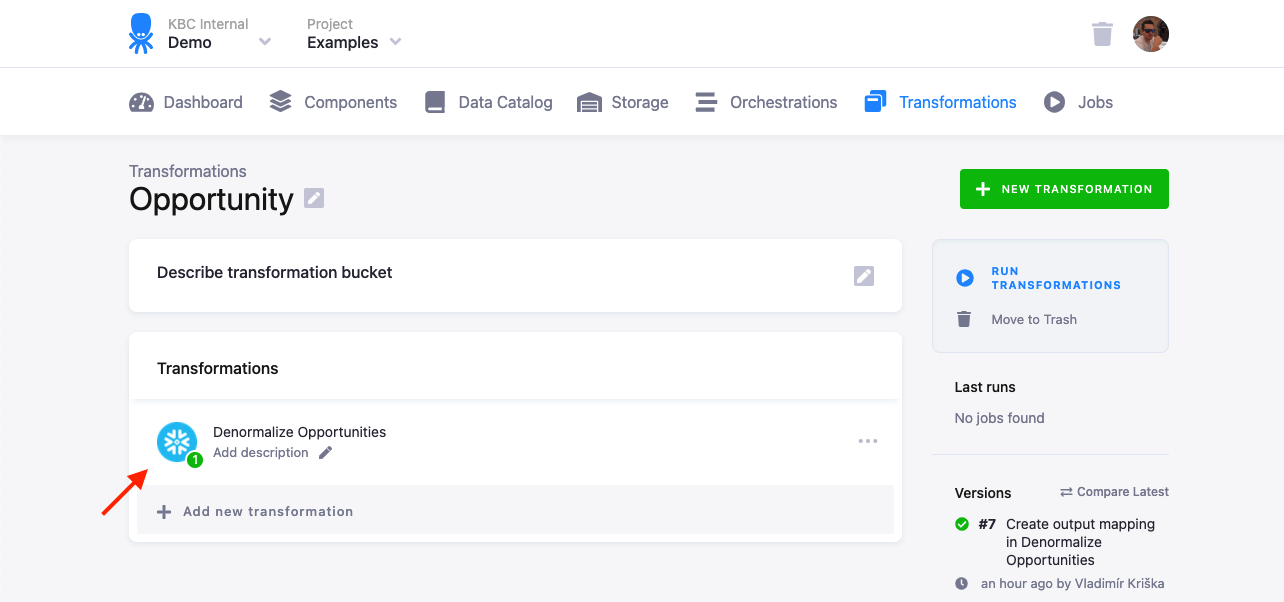 KBC Internal
Demo
Project
Examples
Dashboard
Components
Data Catalog
Storage
Orchestrations
Transformations
Jobs
Transformations
Opportunity
NEW TRANSFORMATION
Describe transformation bucket
RUN
TRANSFORMATIONS
Move to Trash
Transformations
Denormalize Opportunities
Add description
1
Add new transformation
Last runs
No jobs found
Versions
Compare Latest
#7 Create output mapping
in Denormalize
Opportunities
an hour ago by Vladimír Kriška